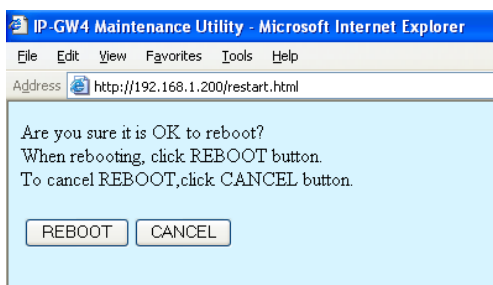 IP-GW4 Maintenance Utility - Microsoft Internet Explorer
File Edit View Favorites Tools Help
Address http://192.168.1.200/restart.html
Are you sure it is OK to reboot?
When rebooting, click REBOOT button.
To cancel REBOOT,click CANCEL button.
REBOOT CANCEL